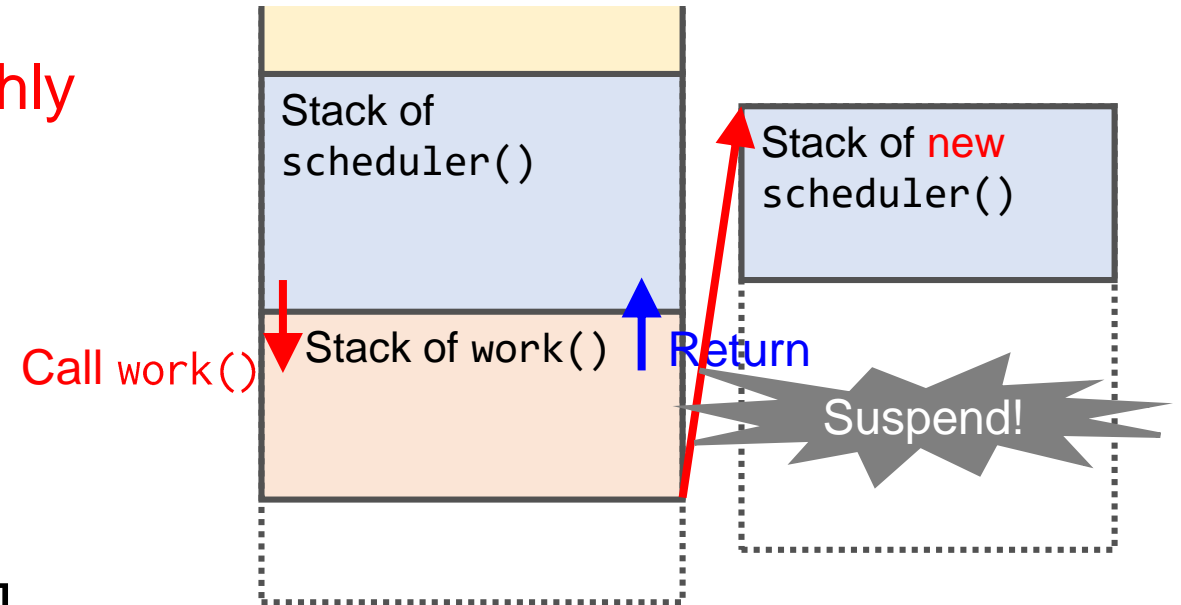 hly
Stack of
scheduler()
Stack of new
scheduler()
Call work()
Stack of work()
Return
Suspend!
]